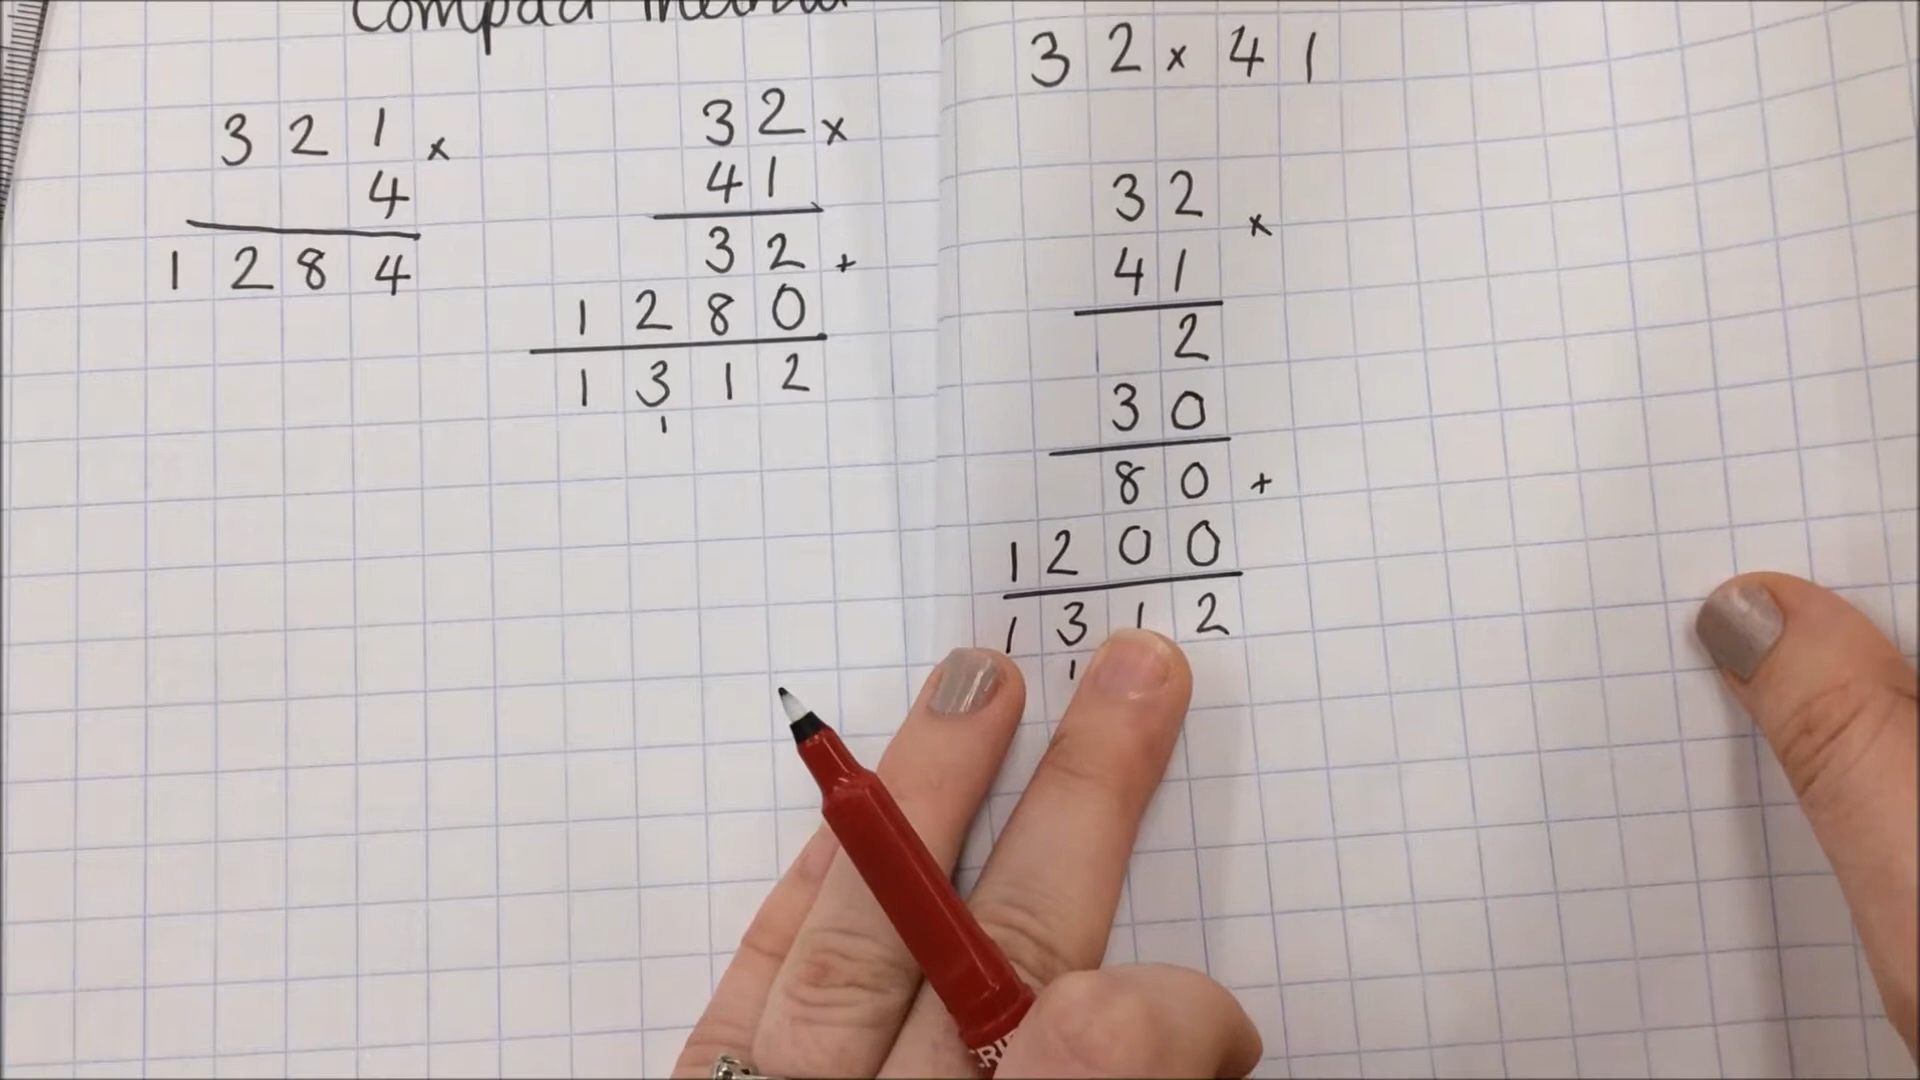 compact method
3 2 1 x
4
1 2 8 4
3 2 x
4 1
3 2 +
1 2 8 0
1 3 1 2
1
3 2 x 4 1
3 2 x
4 1
2
3 0
8 0 +
1 2 0 0
1 3 1 2
1